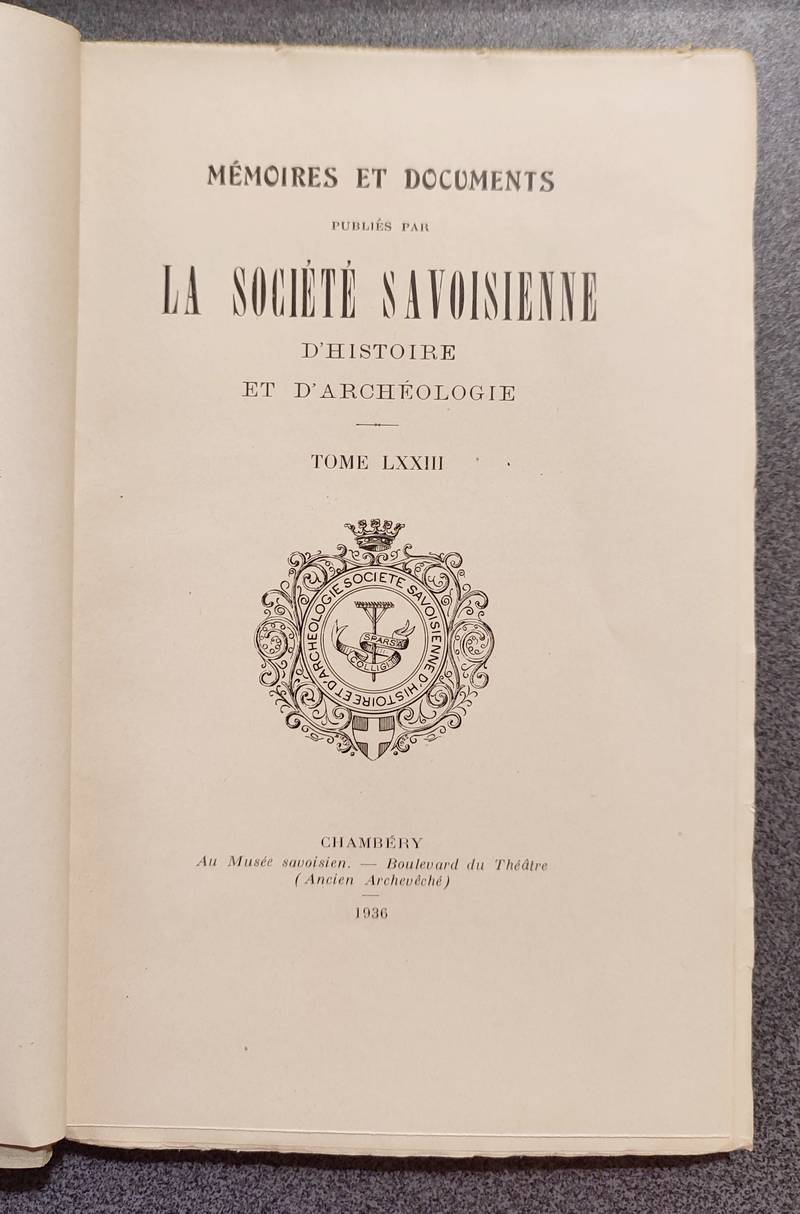 MÉMOIRES ET DOCUMENTS
PUBLIÉS PAR
LA SOCIÉTÉ SAVOISIENNE
D'HISTOIRE
ET D'ARCHÉOLOGIE
TOME LXXIII
SOCIETE SAVOISIENNE D'HISTOIRE ET D'ARCHEOLOGIE
SPARSA
COLLIGIT
CHAMBÉRY
Au Musée savoisien. — Boulevard du Théâtre
(Ancien Archevêché)
1936